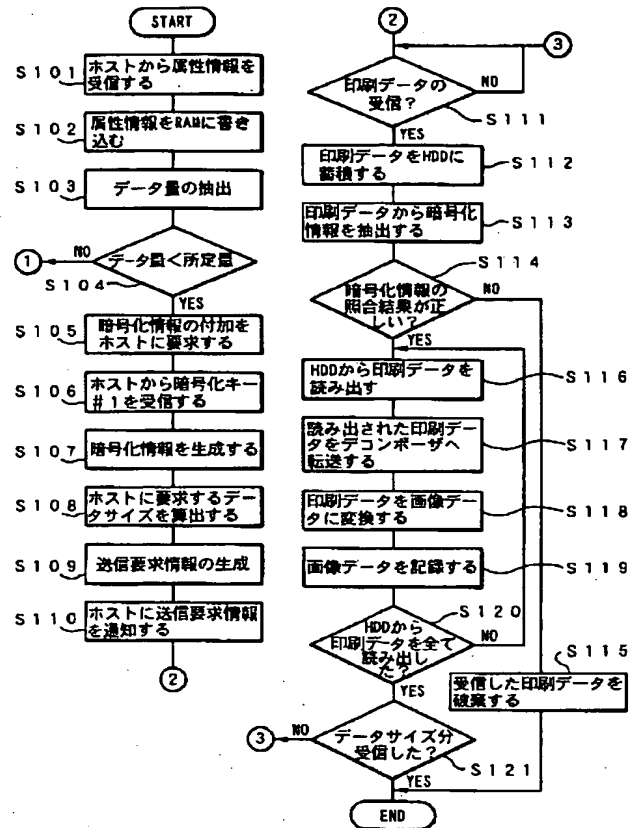 START
S101
ホストから属性情報を
受信する
S102
属性情報をRAMに書き
込む
S103
データ量の抽出
S104
データ量<所定量
NO
①
YES
S105
暗号化情報の付加を
ホストに要求する
S106
ホストから暗号化キー
#1を受信する
S107
暗号化情報を生成する
S108
ホストに要求するデー
タサイズを算出する
S109
送信要求情報の生成
S110
ホストに送信要求情報
を通知する
②
②
③
印刷データの
受信?
NO
S111
YES
印刷データをHDDに
蓄積する
S112
印刷データから暗号化
情報を抽出する
S113
S114
暗号化情報の
照合結果が正
しい?
NO
YES
HDDから印刷データを
読み出す
S116
読み出された印刷デー
タをデコンポーザへ
転送する
S117
印刷データを画像デー
タに変換する
S118
画像データを記録する
S119
S120
HDDから
印刷データを全て
読み出し
た?
NO
YES
S115
受信した印刷データを
破棄する
③
NO
データサイズ分
受信した?
S121
YES
END